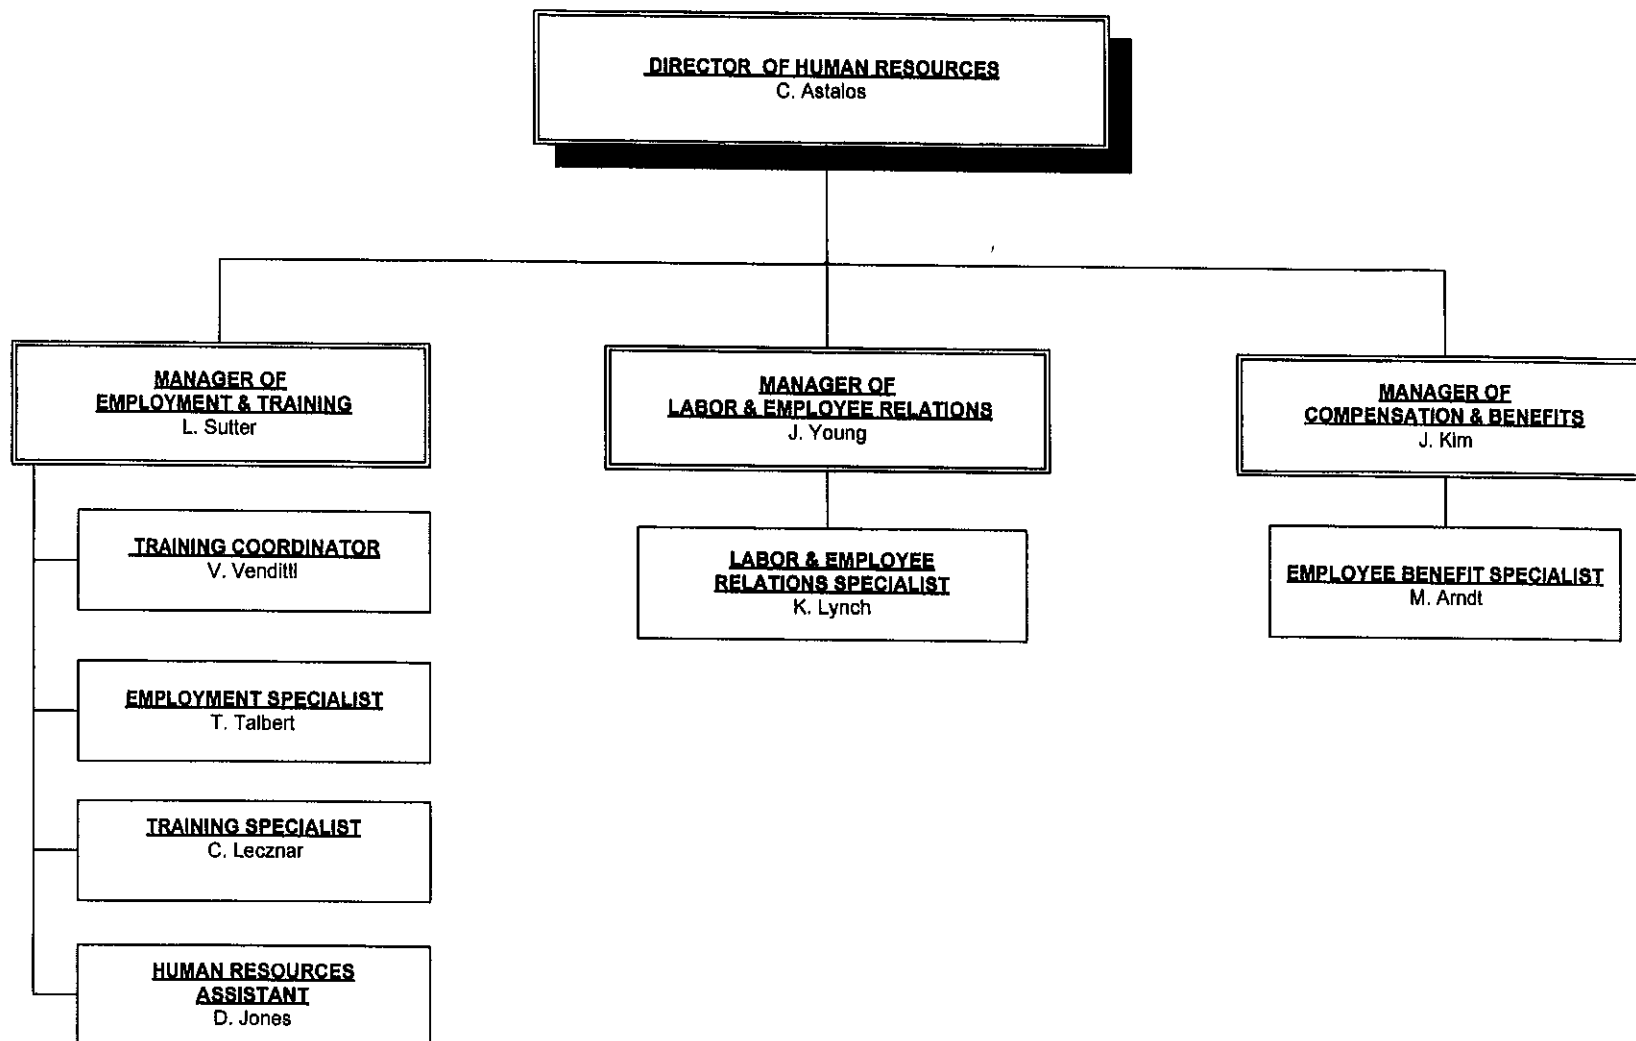 DIRECTOR OF HUMAN RESOURCES
C. Astalos
MANAGER OF
EMPLOYMENT & TRAINING
L. Sutter
TRAINING COORDINATOR
V. Venditti
EMPLOYMENT SPECIALIST
T. Talbert
TRAINING SPECIALIST
C. Lecznar
HUMAN RESOURCES
ASSISTANT
D. Jones
MANAGER OF
LABOR & EMPLOYEE RELATIONS
J. Young
LABOR & EMPLOYEE
RELATIONS SPECIALIST
K. Lynch
MANAGER OF
COMPENSATION & BENEFITS
J. Kim
EMPLOYEE BENEFIT SPECIALIST
M. Arndt